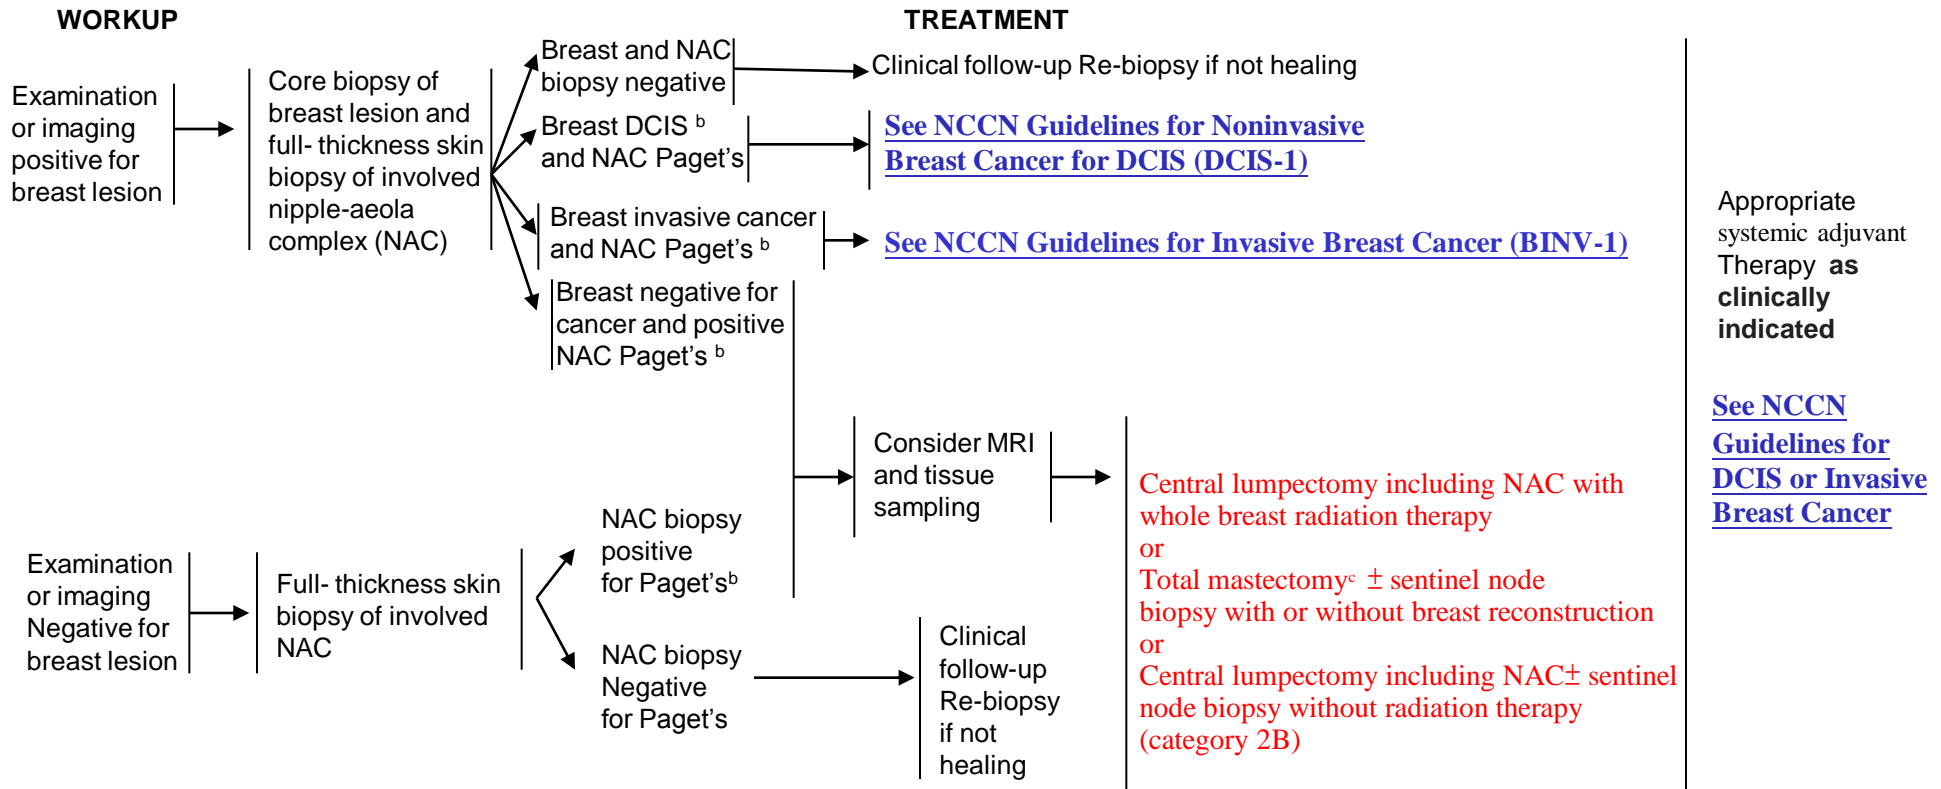 WORKUP
TREATMENT
Examination
or imaging
positive for
breast lesion
Core biopsy of
breast lesion and
full- thickness skin
biopsy of involved
nipple-aeola
complex (NAC)
Breast and NAC
biopsy negative
Clinical follow-up Re-biopsy if not healing
Breast DCIS b
and NAC Paget’s
See NCCN Guidelines for Noninvasive
Breast Cancer for DCIS (DCIS-1)
Breast invasive cancer
and NAC Paget’s b
See NCCN Guidelines for Invasive Breast Cancer (BINV-1)
Breast negative for
cancer and positive
NAC Paget’s b
Examination
or imaging
Negative for
breast lesion
Full- thickness skin
biopsy of involved
NAC
NAC biopsy
positive
for Paget’sb
NAC biopsy
Negative
for Paget’s
Consider MRI
and tissue
sampling
Clinical
follow-up
Re-biopsy
if not
healing
Central lumpectomy including NAC with
whole breast radiation therapy
or
Total mastectomyc ± sentinel node
biopsy with or without breast reconstruction
or
Central lumpectomy including NAC± sentinel
node biopsy without radiation therapy
(category 2B)
Appropriate
systemic adjuvant
Therapy as
clinically
indicated
See NCCN
Guidelines for
DCIS or Invasive
Breast Cancer